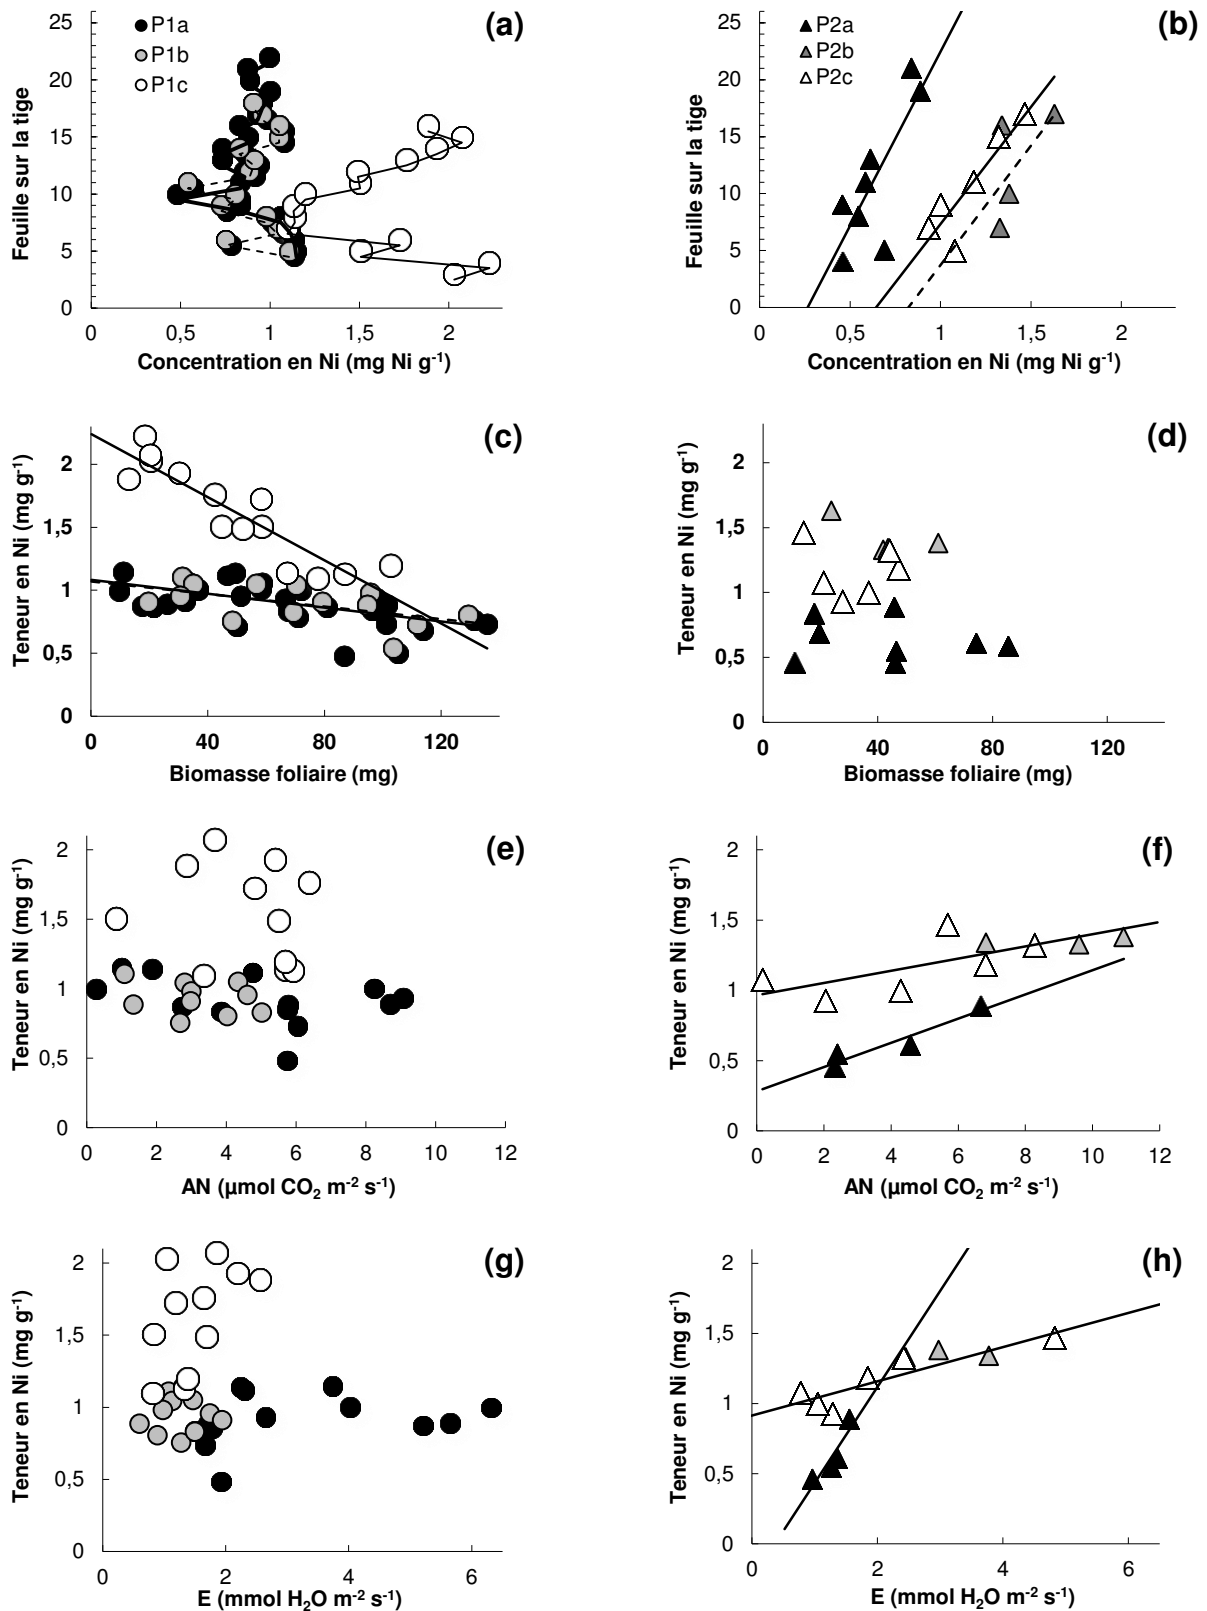 (a)
P1a
P1b
P1c
25
20
15
10
5
0
Feuille sur la tige
0 0,5 1 1,5 2
Concentration en Ni (mg Ni g-1)
(b)
P2a
P2b
P2c
25
20
15
10
5
0
Feuille sur la tige
0 0,5 1 1,5 2
Concentration en Ni (mg Ni g-1)
(c)
2
1,5
1
0,5
0
Teneur en Ni (mg g-1)
0 40 80 120
Biomasse foliaire (mg)
(d)
2
1,5
1
0,5
0
Teneur en Ni (mg g-1)
0 40 80 120
Biomasse foliaire (mg)
(e)
2
1,5
1
0,5
0
Teneur en Ni (mg g-1)
0 2 4 6 8 10 12
AN (µmol CO2 m-2 s-1)
(f)
2
1,5
1
0,5
0
Teneur en Ni (mg g-1)
0 2 4 6 8 10 12
AN (µmol CO2 m-2 s-1)
(g)
2
1,5
1
0,5
0
Teneur en Ni (mg g-1)
0 2 4 6
E (mmol H2O m-2 s-1)
(h)
2
1,5
1
0,5
0
Teneur en Ni (mg g-1)
0 2 4 6
E (mmol H2O m-2 s-1)